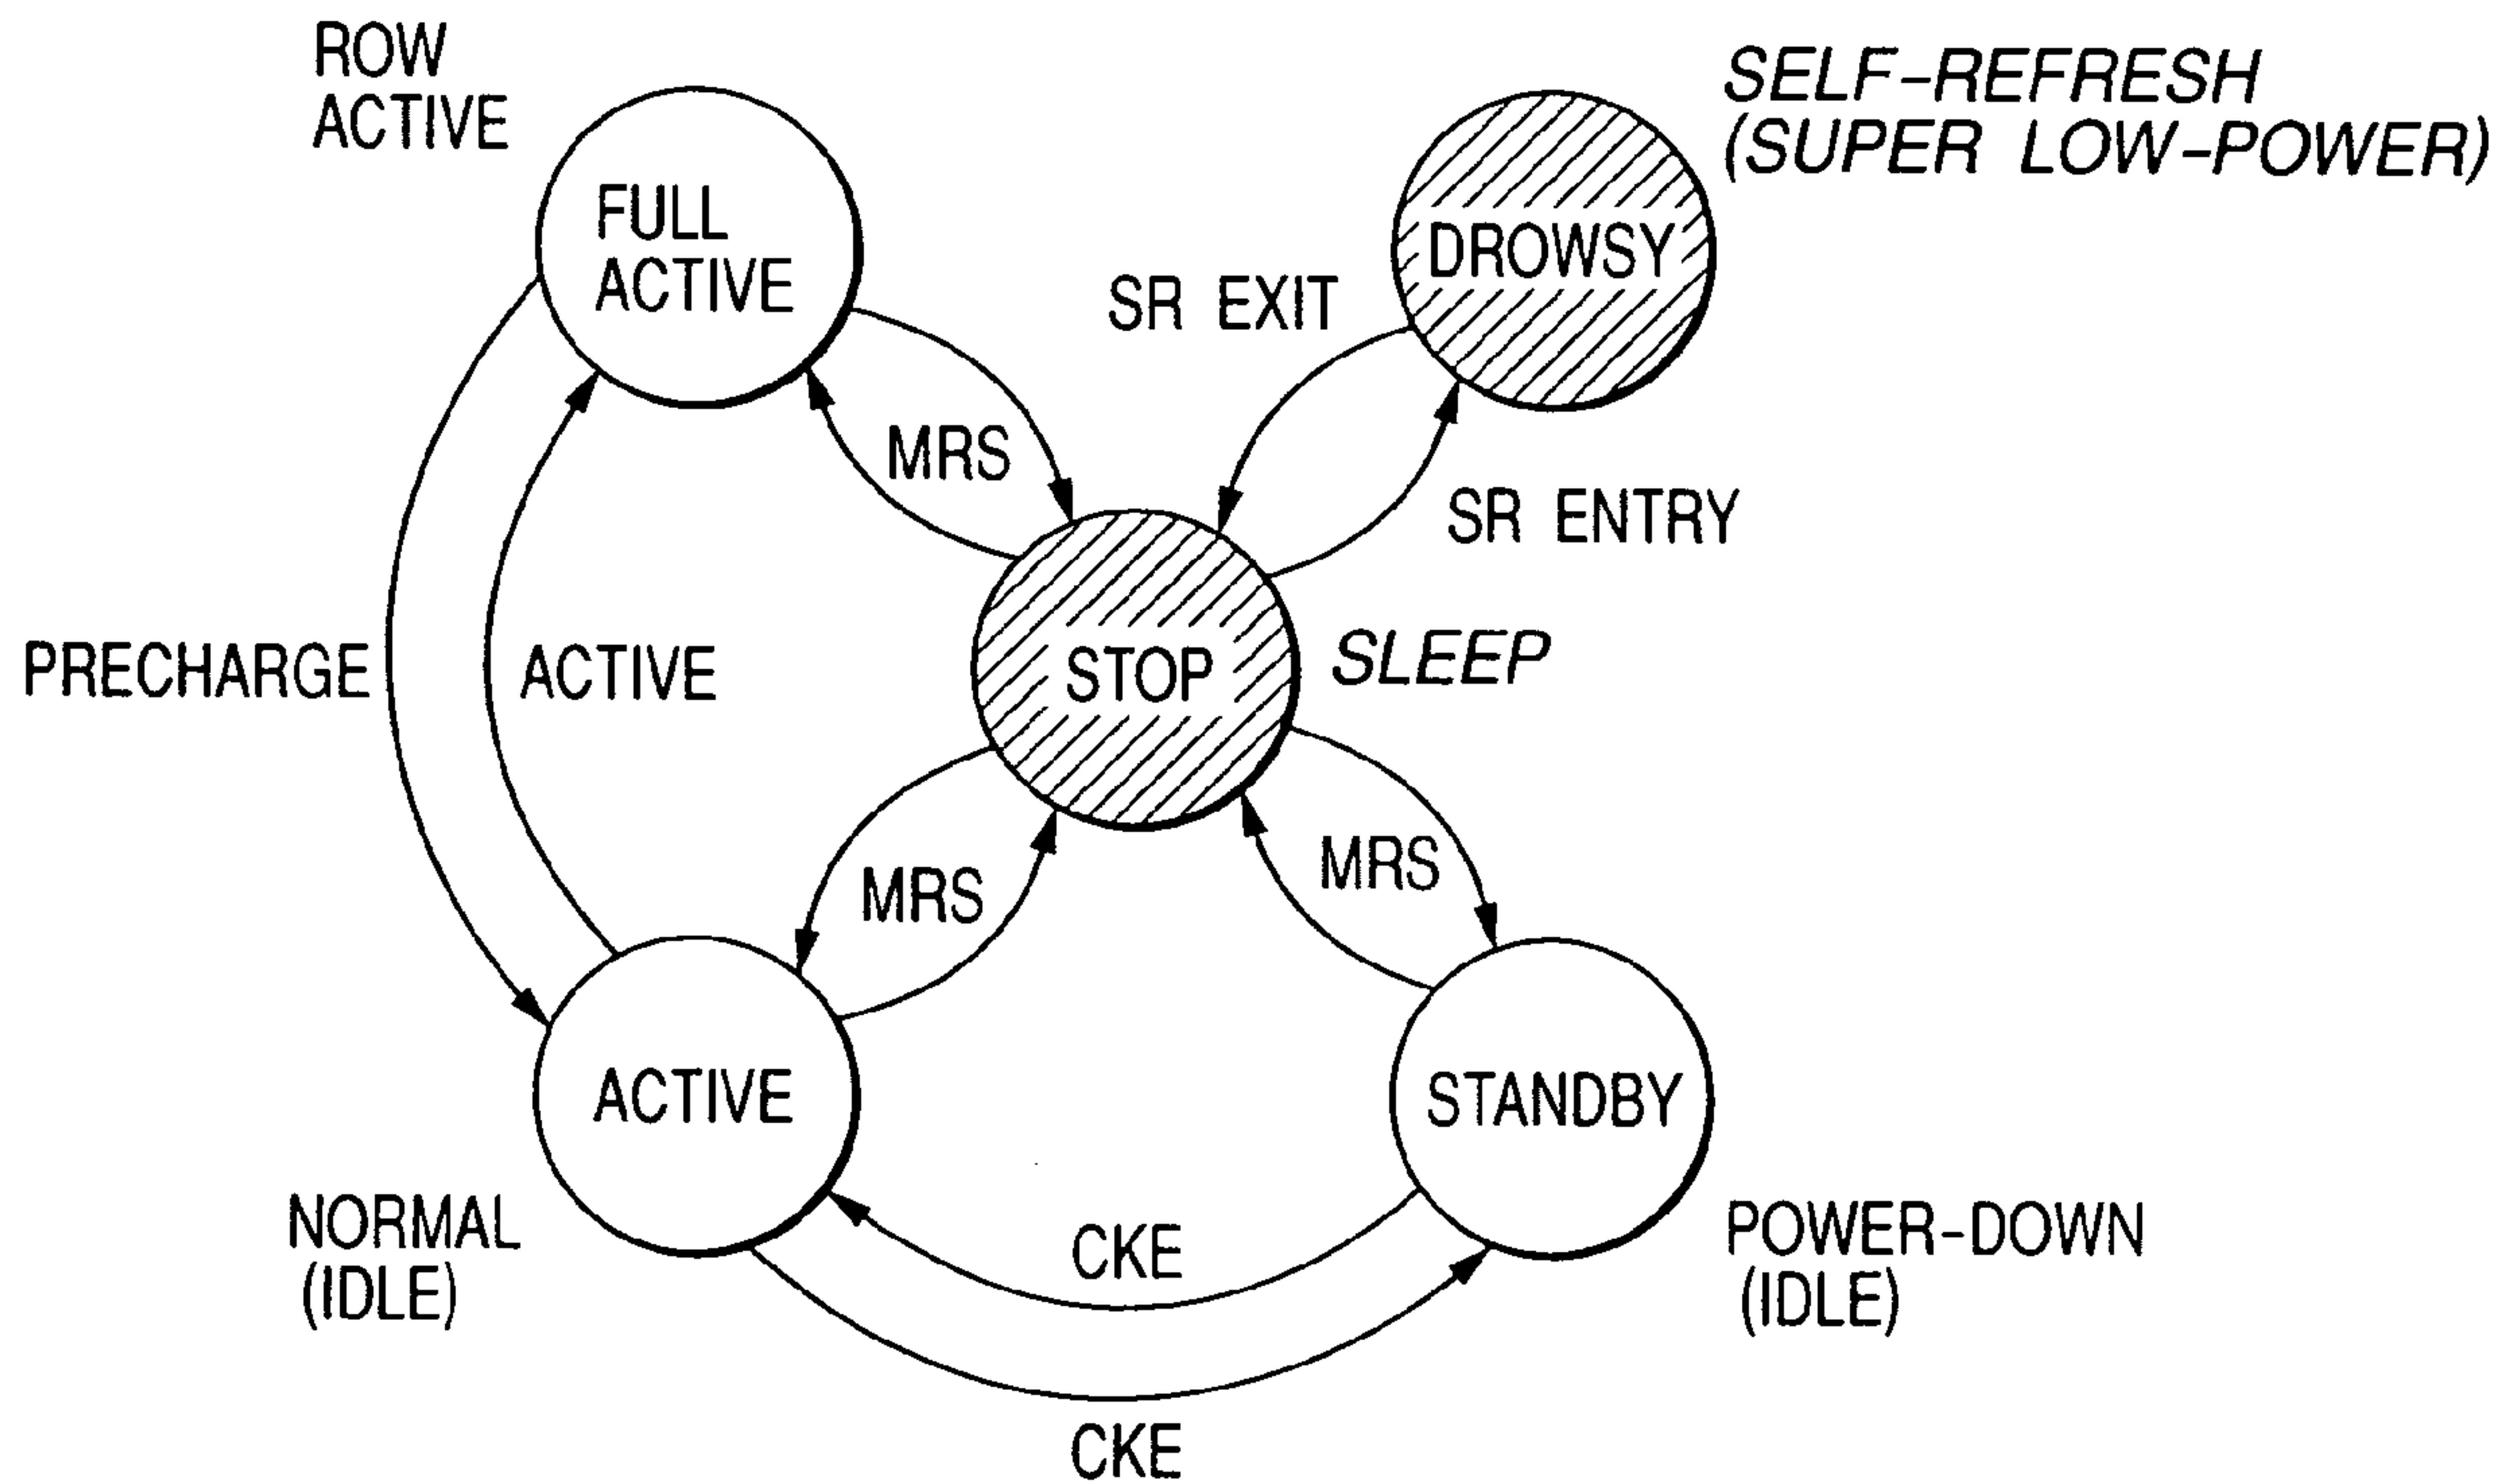 ROW
ACTIVE
SELF-REFRESH
(SUPER LOW-POWER)
FULL
ACTIVE
DROWSY
SR EXIT
MRS
SR ENTRY
PRECHARGE
ACTIVE
STOP
SLEEP
MRS
MRS
ACTIVE
STANDBY
NORMAL
(IDLE)
CKE
POWER-DOWN
(IDLE)
CKE